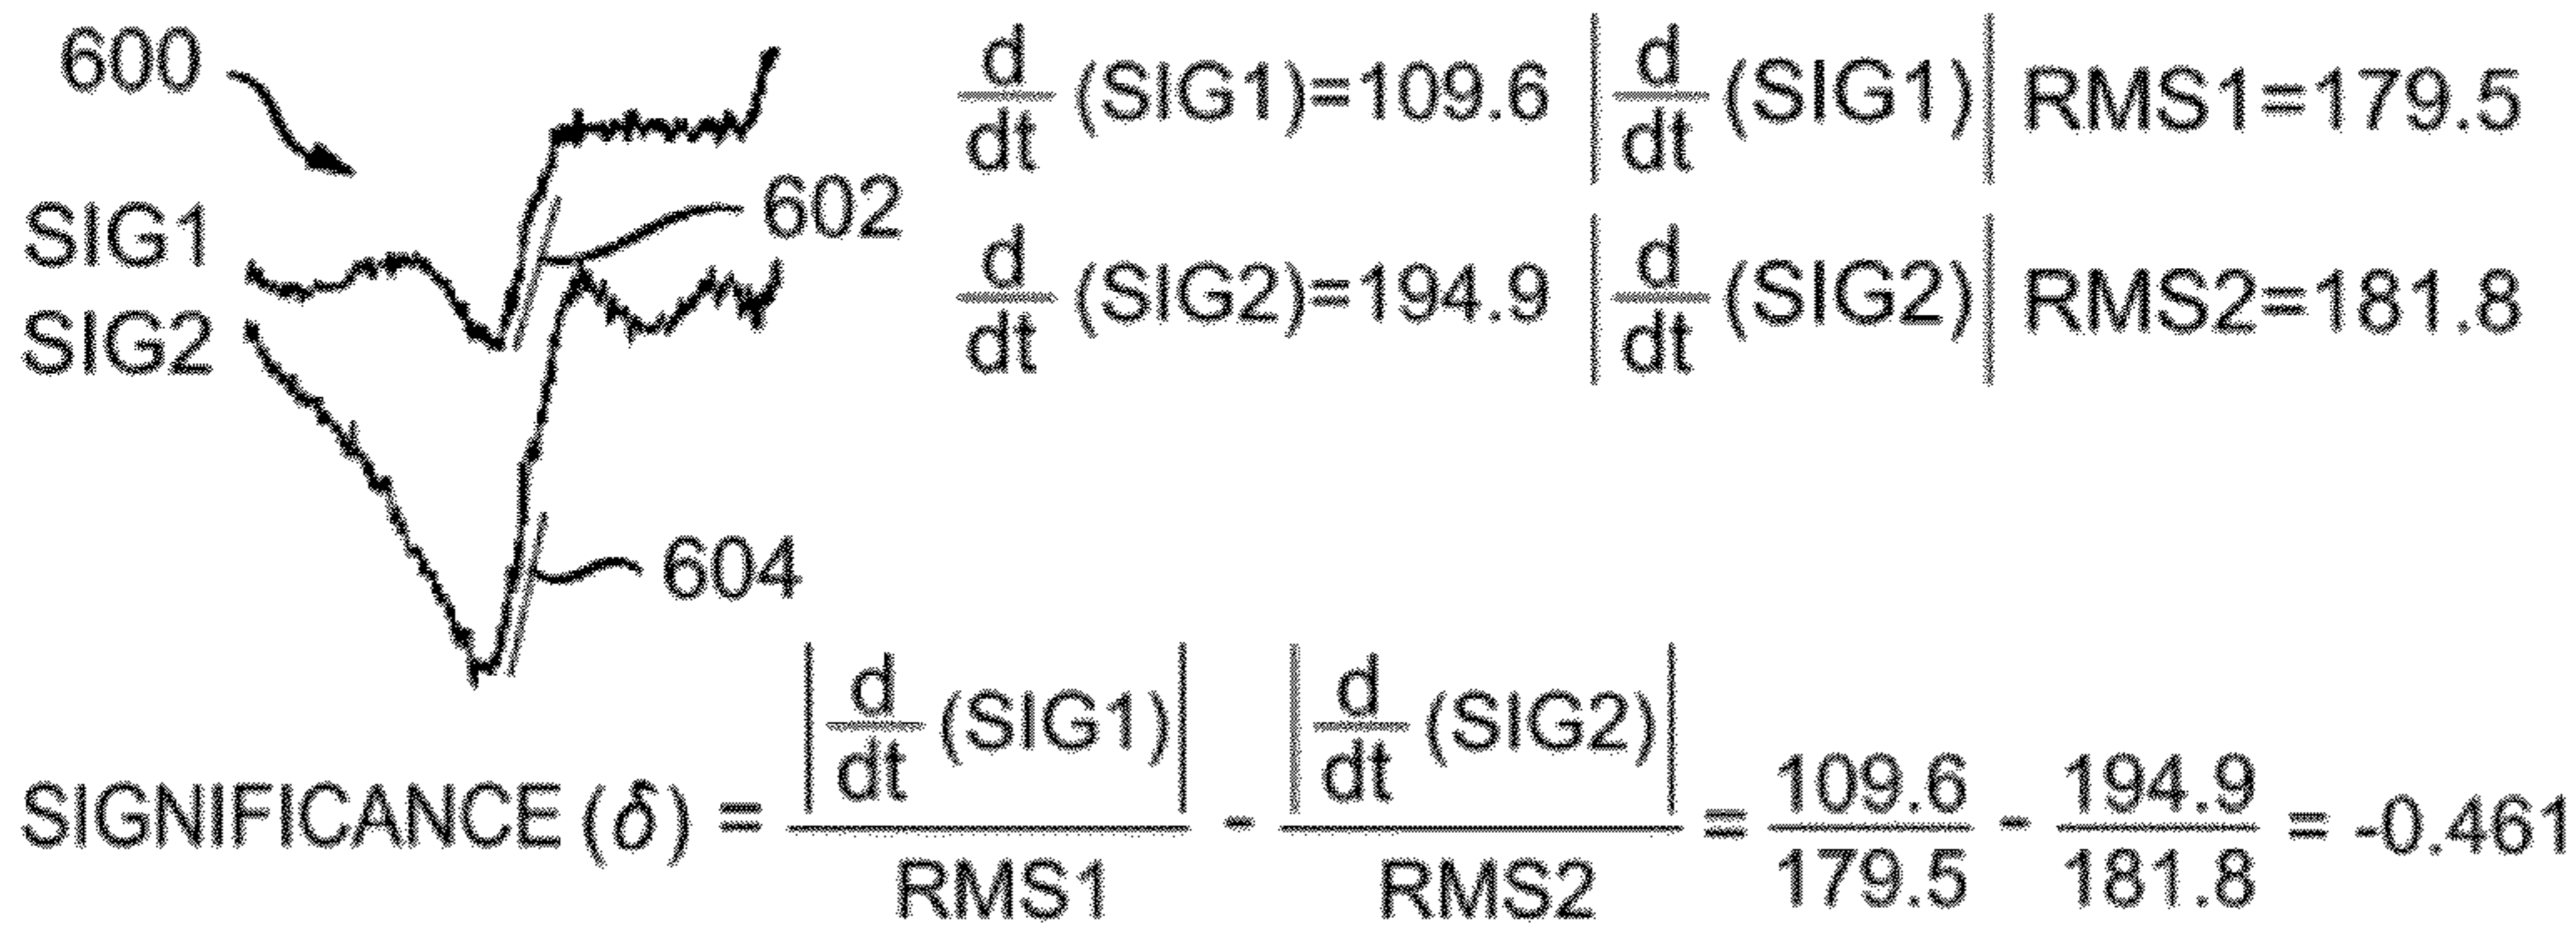 600
d/dt (SIG1)=109.6 |d/dt (SIG1)| RMS1=179.5
SIG1
602
d/dt (SIG2)=194.9 |d/dt (SIG2)| RMS2=181.8
SIG2
604
SIGNIFICANCE (δ) = |d/dt (SIG1)| / RMS1 - |d/dt (SIG2)| / RMS2 = 109.6/179.5 - 194.9/181.8 = -0.461